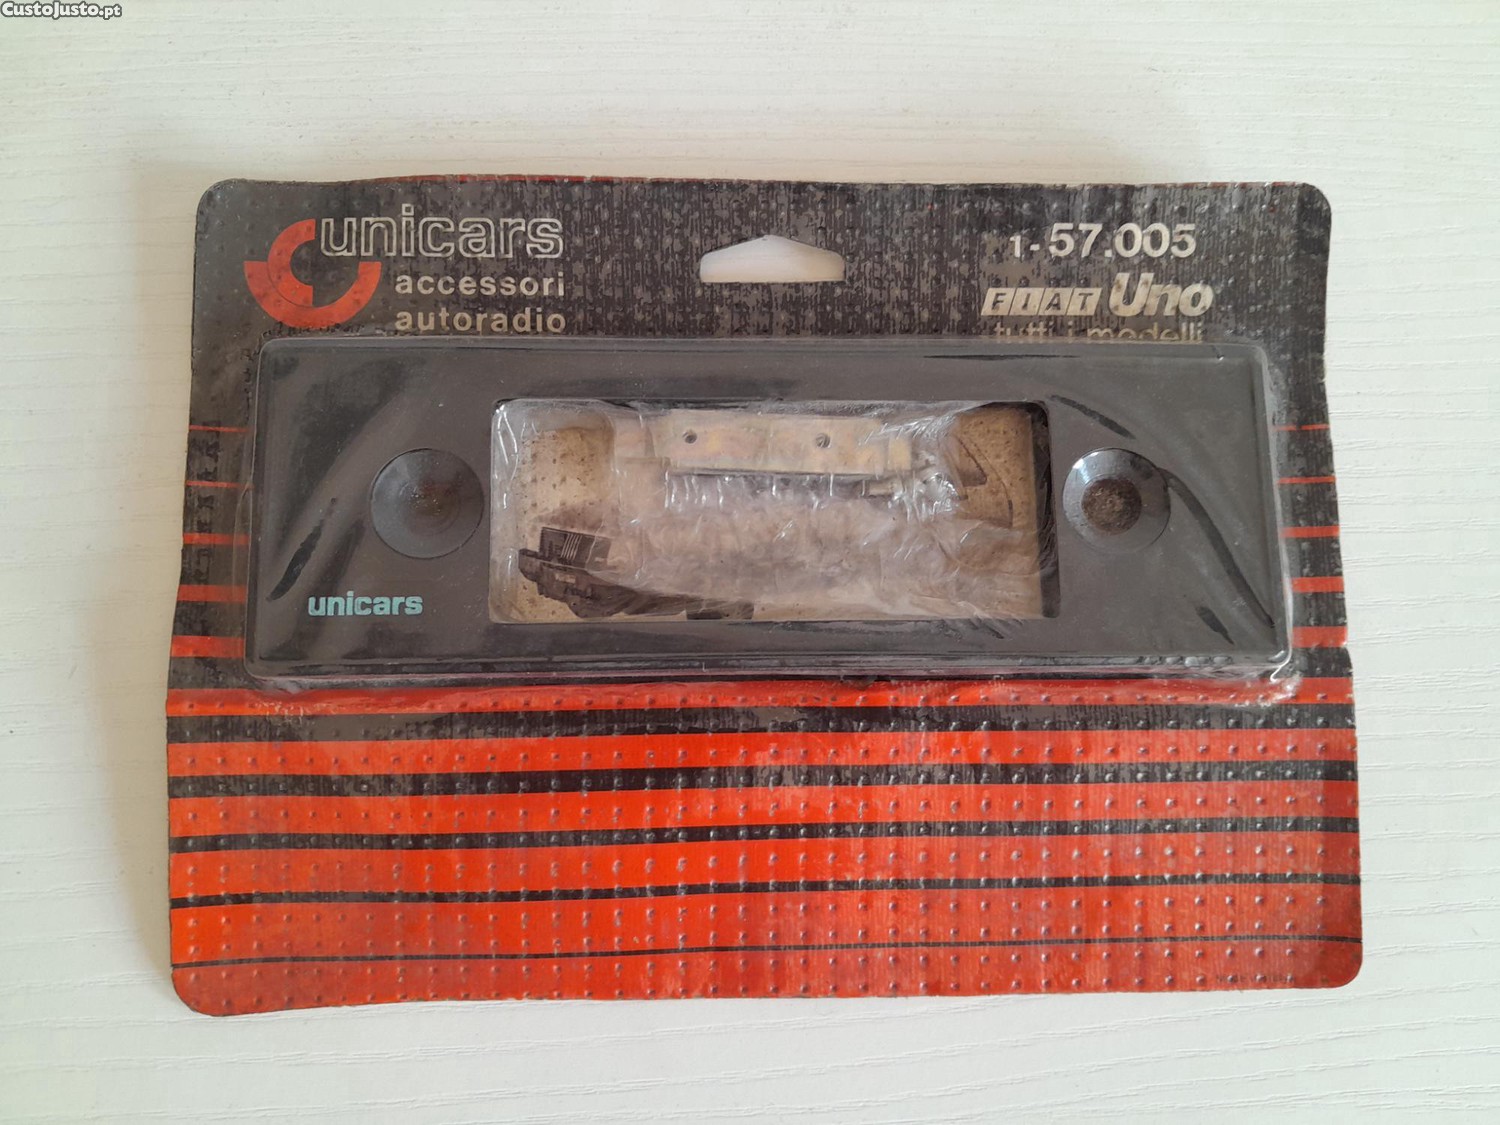 CustoJusto.pt
unicars
accessori
autoradio
1-57.005
FIAT Uno
tutti i modelli
unicars